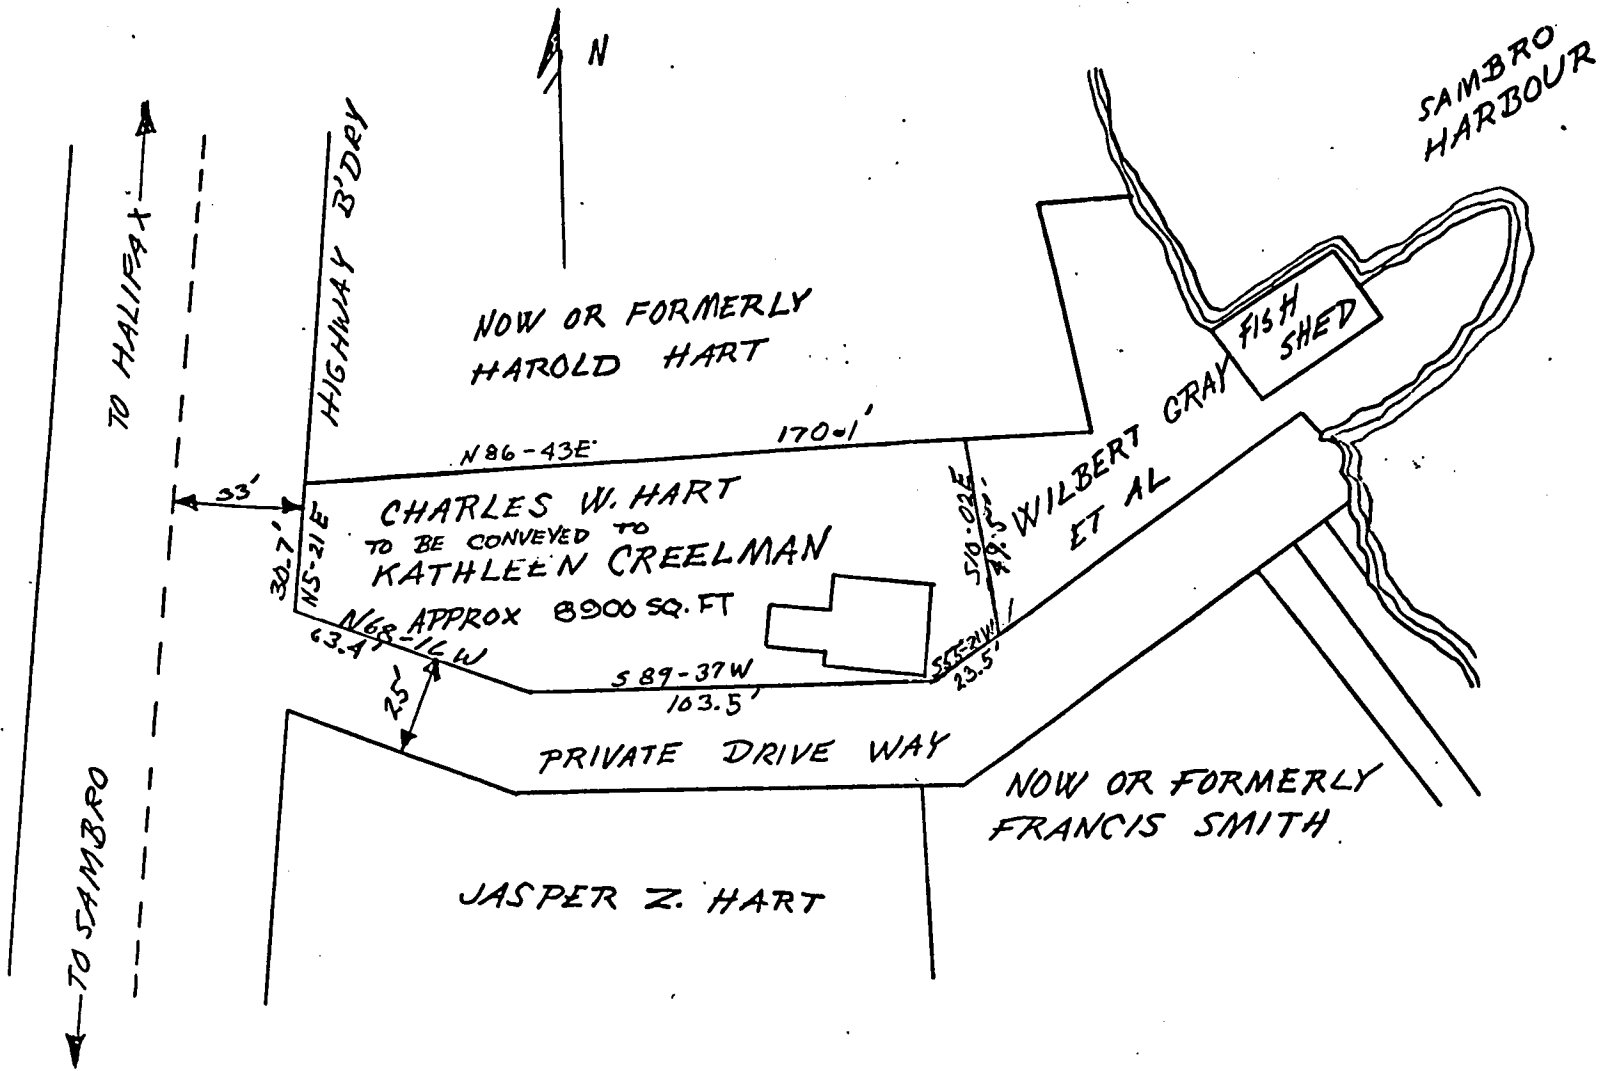 N
SAMBRO
HARBOUR
TO HALIFAX
HIGHWAY B'DRY
NOW OR FORMERLY
HAROLD HART
FISH
SHED
N86-43E
170-1'
33'
CHARLES W. HART
TO BE CONVEYED TO
KATHLEEN CREELMAN
APPROX 8900 SQ. FT
30-7'
N5-21E
S10-02E
WILBERT GRAY
ET AL
N68-16W
63.4'
25'
S 89-37W
103.5'
S55-21W
23.5'
PRIVATE DRIVE WAY
NOW OR FORMERLY
FRANCIS SMITH
TO SAMBRO
JASPER Z. HART